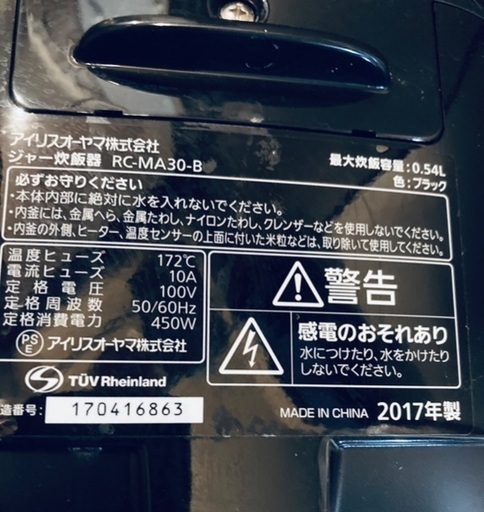 アイリスオーヤマ株式会社
ジャー炊飯器 RC-MA30-B
最大炊飯容量:0.54L
色:ブラック
必ずお守りください
・本体内部に絶対に水を入れないでください。
・内釜には、金属へら、金属たわし、ナイロンたわし、クレンザーなどを使用しないでください。
・内釜の外側、ヒーター、温度センサーの上面に付いた米粒などは、取り除いて使用してください。
温度ヒューズ 172℃
電流ヒューズ 10A
定格電圧 100V
定格周波数 50/60Hz
定格消費電力 450W
PSE アイリスオーヤマ株式会社
警告
感電のおそれあり
水につけたり、水をかけたり
しないでください。
TÜV Rheinland
造番号: 170416863
MADE IN CHINA 2017年製